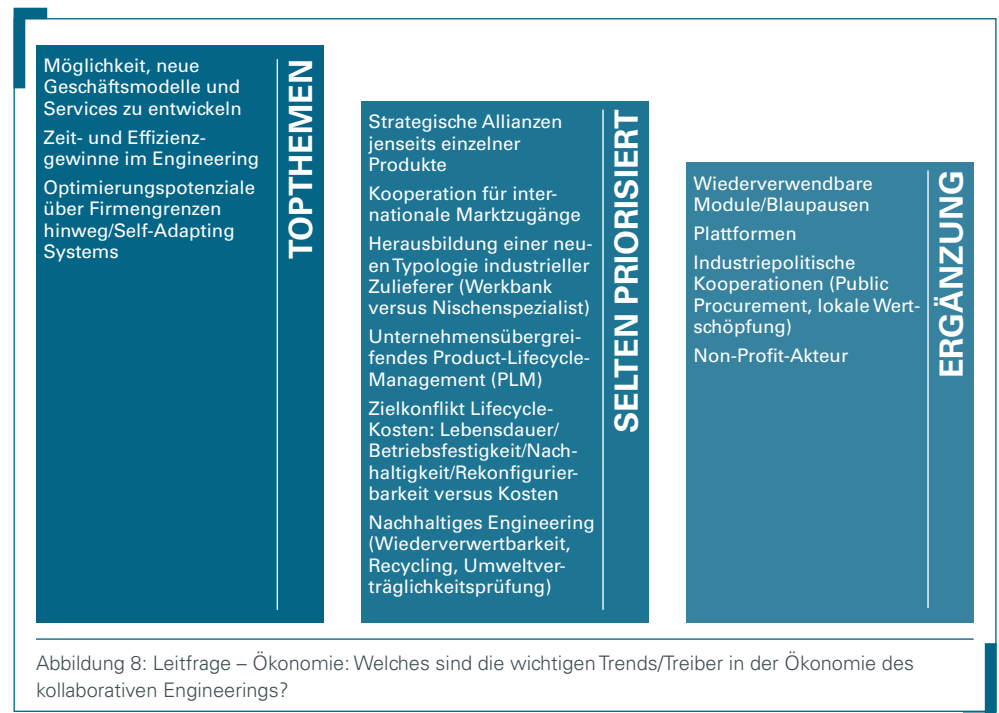 Möglichkeit, neue
Geschäftsmodelle und
Services zu entwickeln
Zeit- und Effizienz-
gewinne im Engineering
Optimierungspotenziale
über Firmengrenzen
hinweg/Self-Adapting
Systems
TOPTHEMEN
Strategische Allianzen
jenseits einzelner
Produkte
Kooperation für inter-
nationale Marktzugänge
Herausbildung einer neu-
en Typologie industrieller
Zulieferer (Werkbank
versus Nischenspezialist)
Unternehmensübergrei-
fendes Product-Lifecycle-
Management (PLM)
Zielkonflikt Lifecycle-
Kosten: Lebensdauer/
Betriebsfestigkeit/Nach-
haltigkeit/Rekonfigurier-
barkeit versus Kosten
Nachhaltiges Engineering
(Wiederverwertbarkeit,
Recycling, Umweltver-
träglichkeitsprüfung)
SELTEN PRIORISIERT
Wiederverwendbare
Module/Blaupausen
Plattformen
Industriepolitische
Kooperationen (Public
Procurement, lokale Wert-
schöpfung)
Non-Profit-Akteur
ERGÄNZUNG
Abbildung 8: Leitfrage – Ökonomie: Welches sind die wichtigen Trends/Treiber in der Ökonomie des
kollaborativen Engineerings?